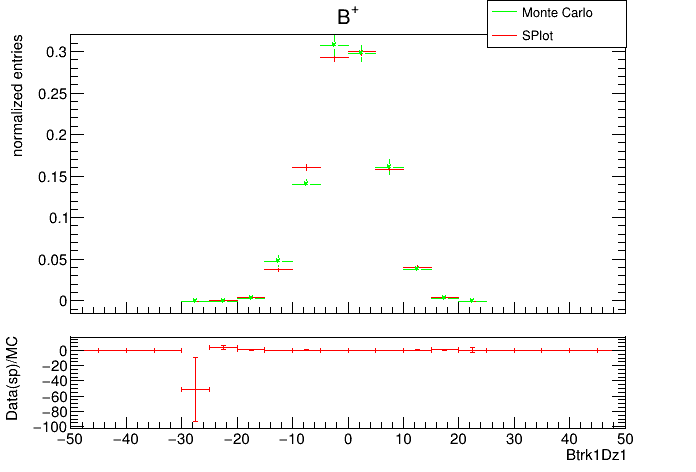 B+
Monte Carlo
SPlot
normalized entries
0.3
0.25
0.2
0.15
0.1
0.05
0
Data(sp)/MC
0
−20
−40
−60
−80
−100
−50 −40 −30 −20 −10 0 10 20 30 40 50
Btrk1Dz1